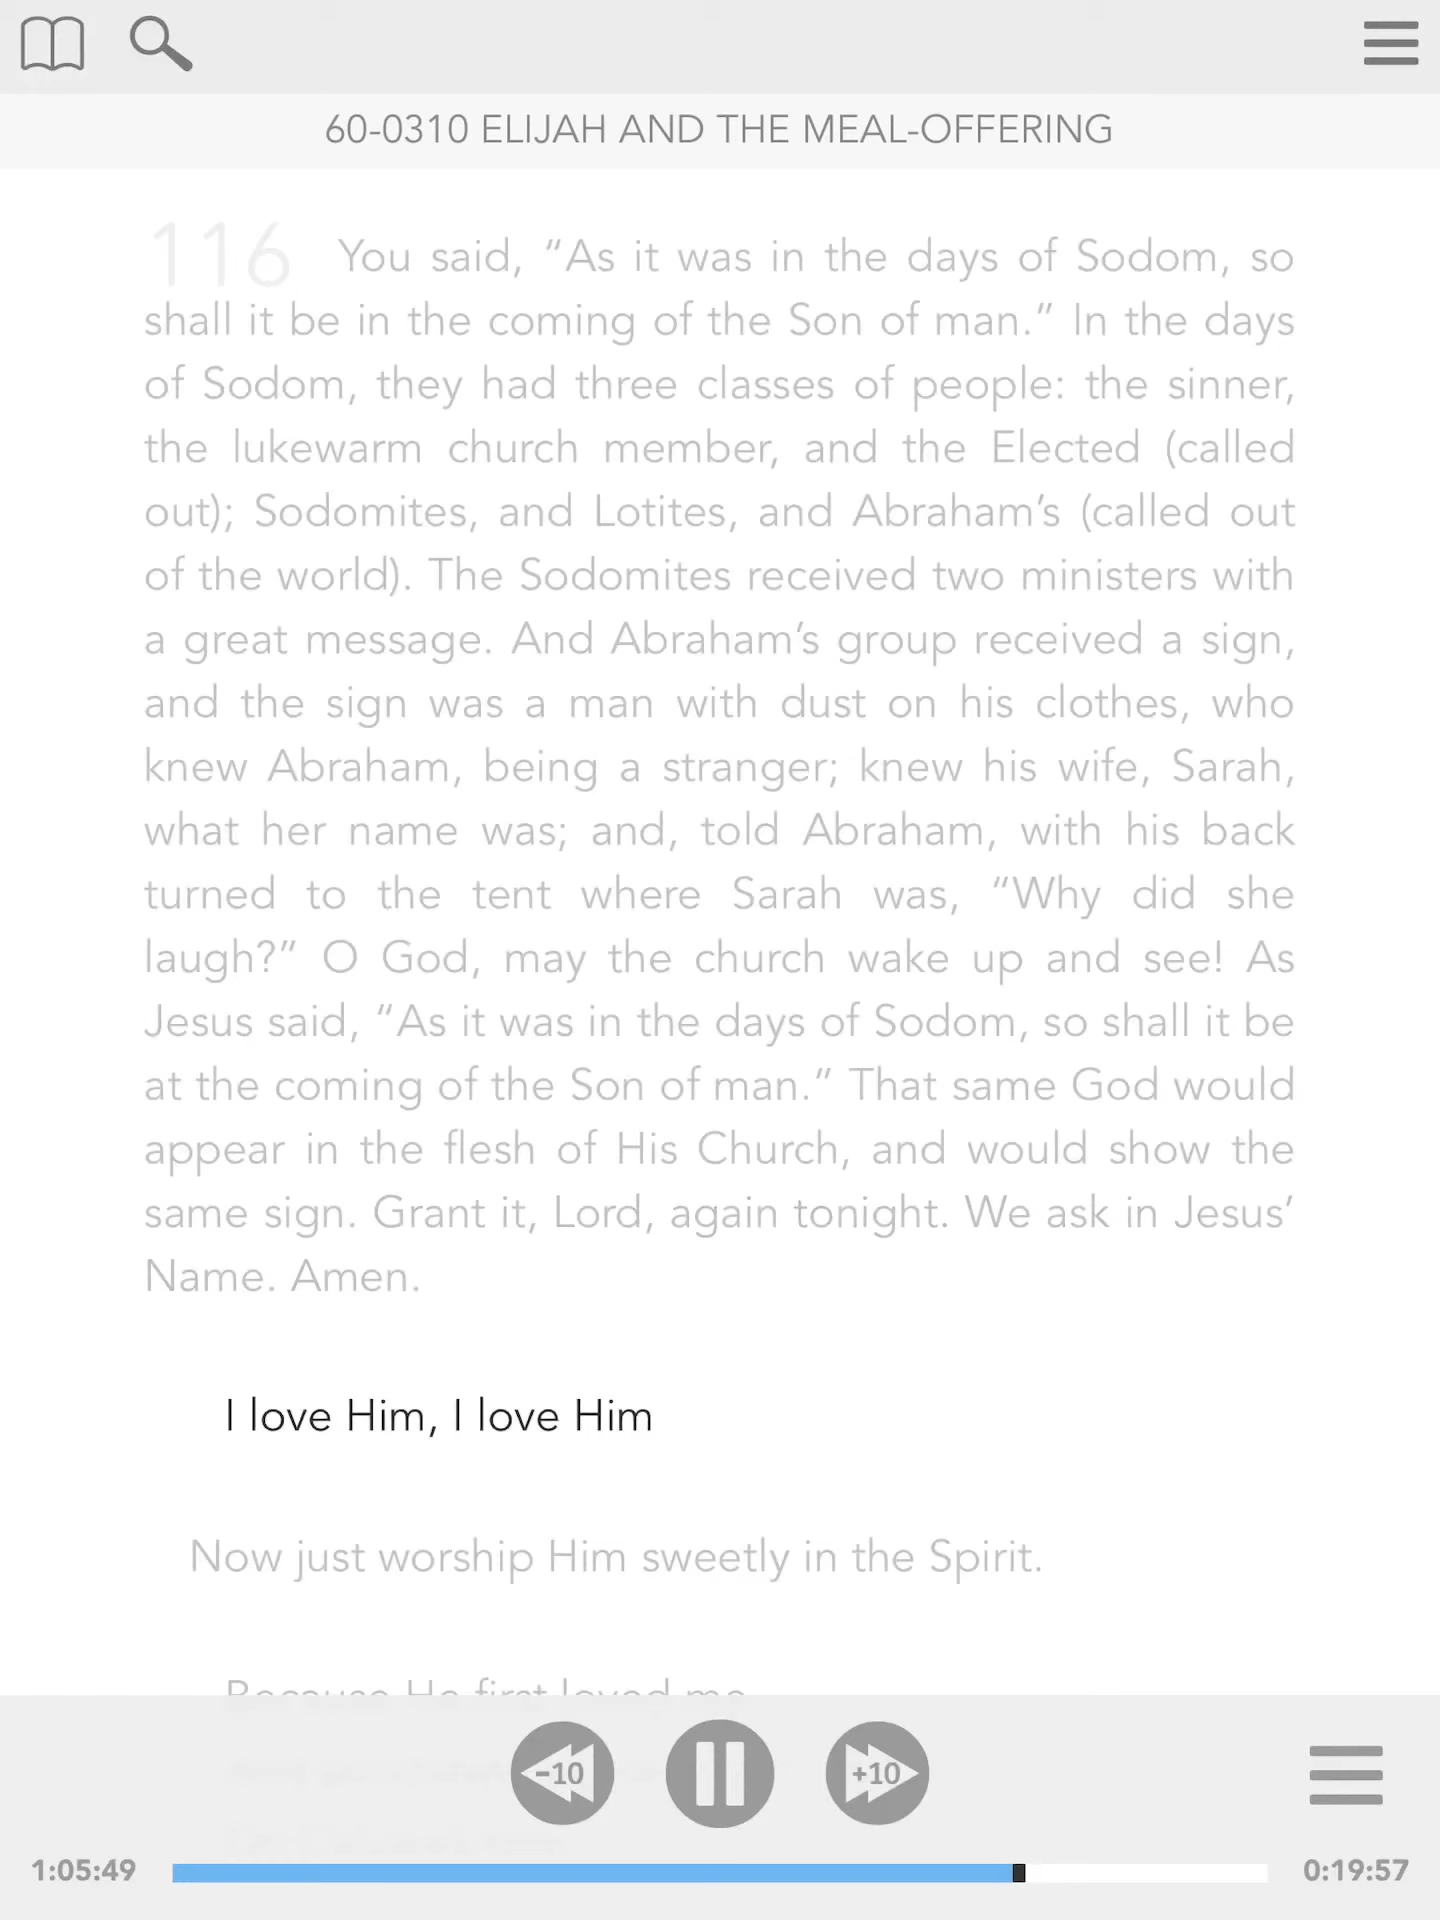 60-0310 ELIJAH AND THE MEAL-OFFERING
116 You said, “As it was in the days of Sodom, so
shall it be in the coming of the Son of man.” In the days
of Sodom, they had three classes of people: the sinner,
the lukewarm church member, and the Elected (called
out); Sodomites, and Lotites, and Abraham’s (called out
of the world). The Sodomites received two ministers with
a great message. And Abraham’s group received a sign,
and the sign was a man with dust on his clothes, who
knew Abraham, being a stranger; knew his wife, Sarah,
what her name was; and, told Abraham, with his back
turned to the tent where Sarah was, “Why did she
laugh?” O God, may the church wake up and see! As
Jesus said, “As it was in the days of Sodom, so shall it be
at the coming of the Son of man.” That same God would
appear in the flesh of His Church, and would show the
same sign. Grant it, Lord, again tonight. We ask in Jesus’
Name. Amen.
I love Him, I love Him
Now just worship Him sweetly in the Spirit.
Because He first loved me
-10 +10
1:05:49 0:19:57